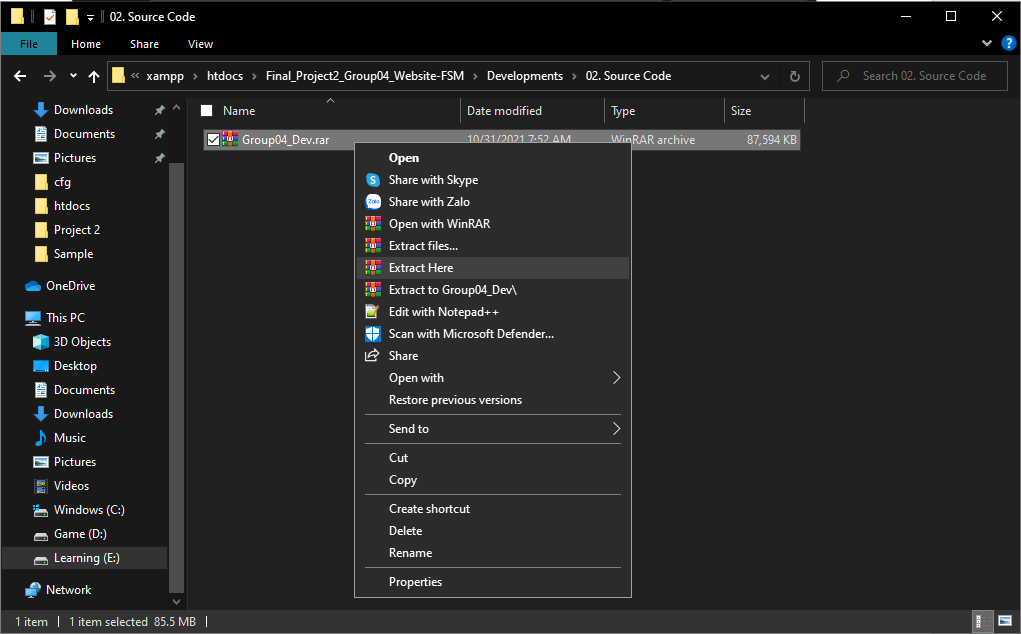 02. Source Code
File Home Share View
« xampp › htdocs › Final_Project2_Group04_Website-FSM › Developments › 02. Source Code
Search 02. Source Code
Downloads
Documents
Pictures
cfg
htdocs
Project 2
Sample
OneDrive
This PC
3D Objects
Desktop
Documents
Downloads
Music
Pictures
Videos
Windows (C:)
Game (D:)
Learning (E:)
Network
Name Date modified Type Size
Group04_Dev.rar 10/31/2021 7:52 AM WinRAR archive 87,594 KB
Open
Share with Skype
Zalo
Share with Zalo
Open with WinRAR
Extract files...
Extract Here
Extract to Group04_Dev\
Edit with Notepad++
Scan with Microsoft Defender...
Share
Open with
Restore previous versions
Send to
Cut
Copy
Create shortcut
Delete
Rename
Properties
1 item 1 item selected 85.5 MB